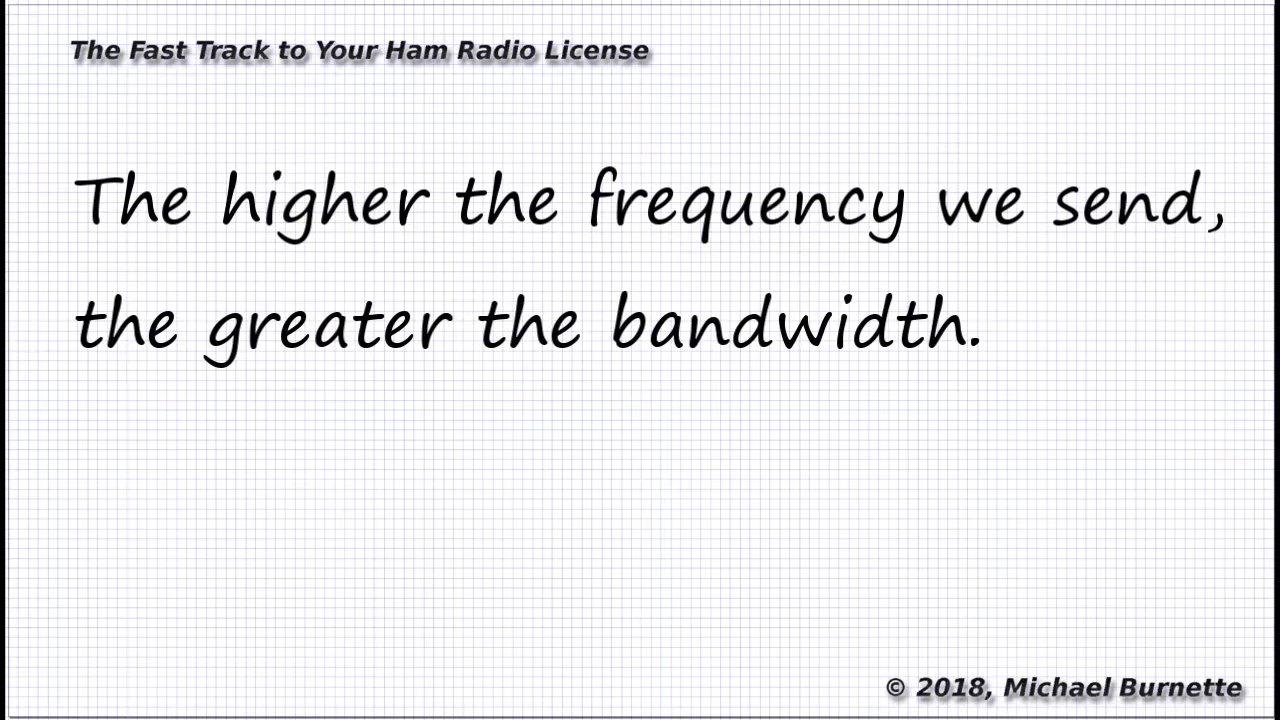 The Fast Track to Your Ham Radio License
The higher the frequency we send,
the greater the bandwidth.
© 2018, Michael Burnette